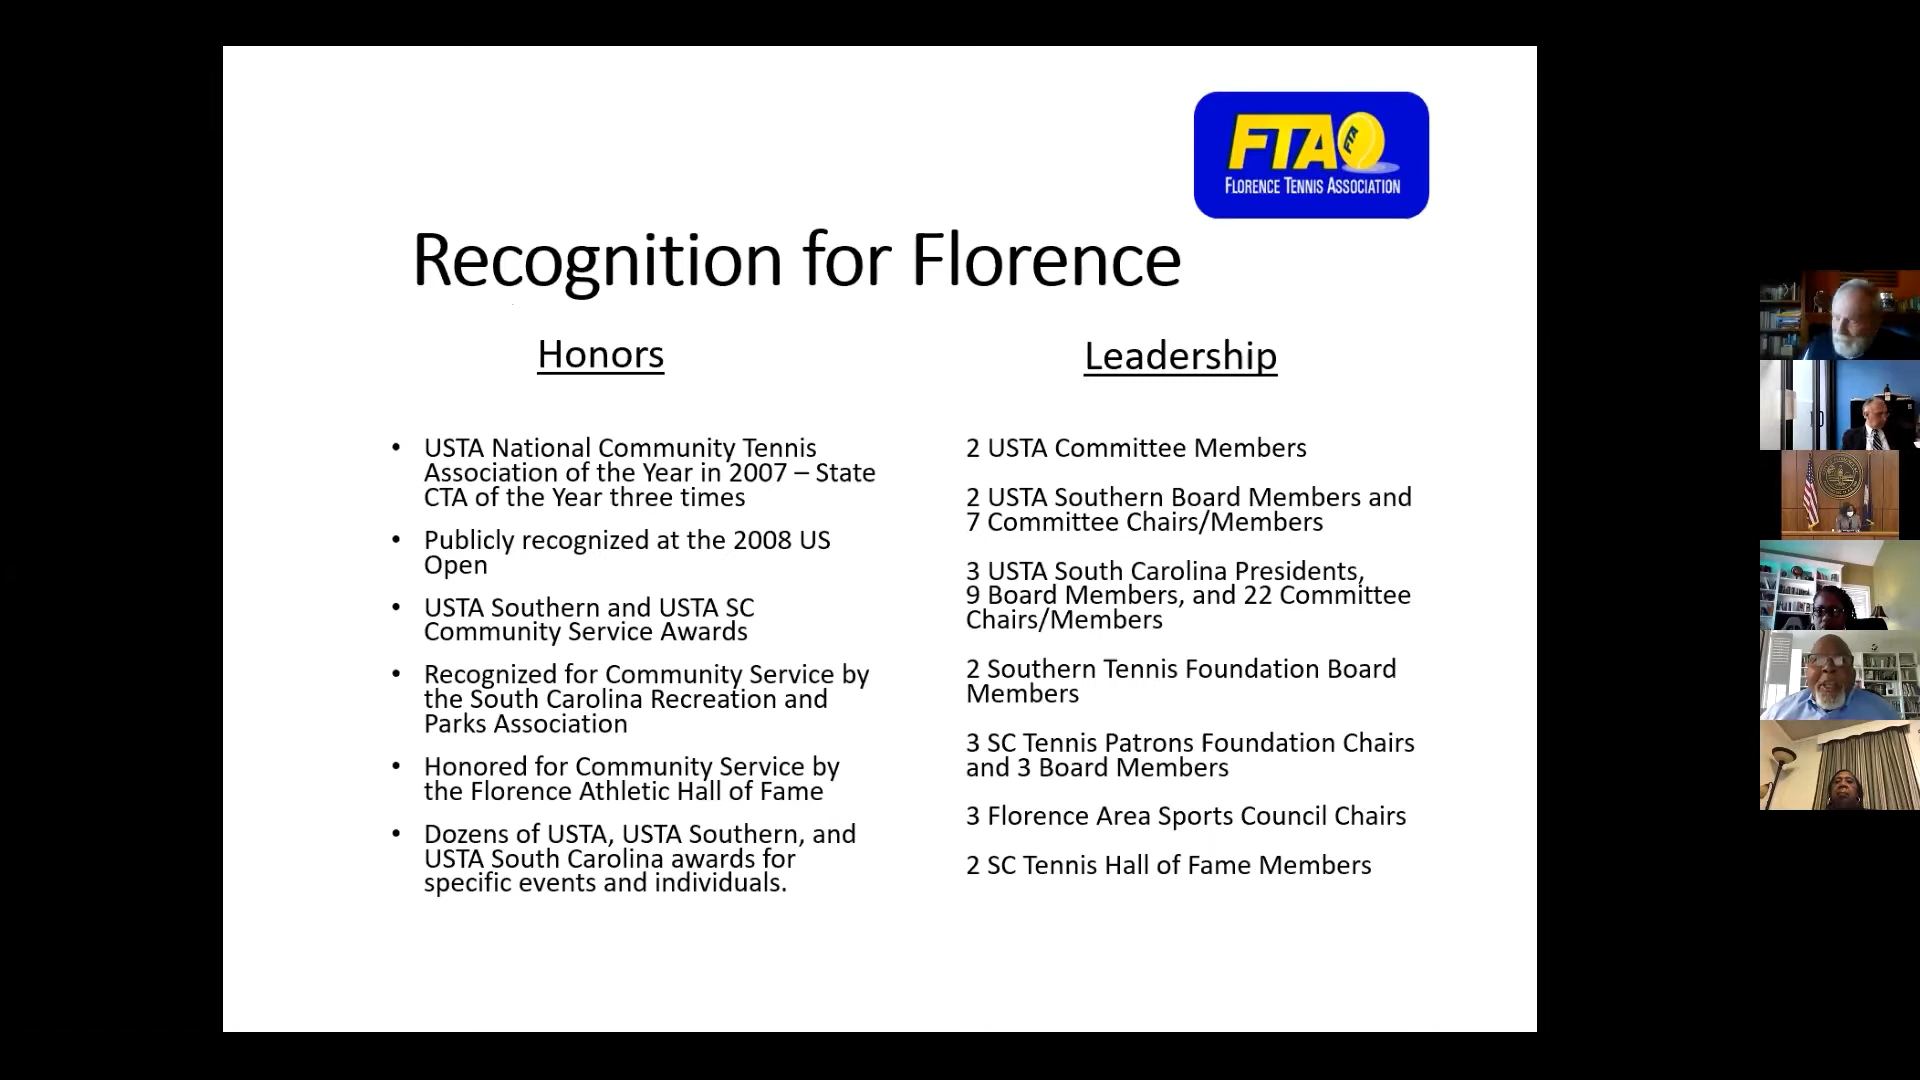 FTA
FTA
FLORENCE TENNIS ASSOCIATION
Recognition for Florence
Honors
• USTA National Community Tennis
Association of the Year in 2007 – State
CTA of the Year three times
• Publicly recognized at the 2008 US
Open
• USTA Southern and USTA SC
Community Service Awards
• Recognized for Community Service by
the South Carolina Recreation and
Parks Association
• Honored for Community Service by
the Florence Athletic Hall of Fame
• Dozens of USTA, USTA Southern, and
USTA South Carolina awards for
specific events and individuals.
Leadership
2 USTA Committee Members
2 USTA Southern Board Members and
7 Committee Chairs/Members
3 USTA South Carolina Presidents,
9 Board Members, and 22 Committee
Chairs/Members
2 Southern Tennis Foundation Board
Members
3 SC Tennis Patrons Foundation Chairs
and 3 Board Members
3 Florence Area Sports Council Chairs
2 SC Tennis Hall of Fame Members